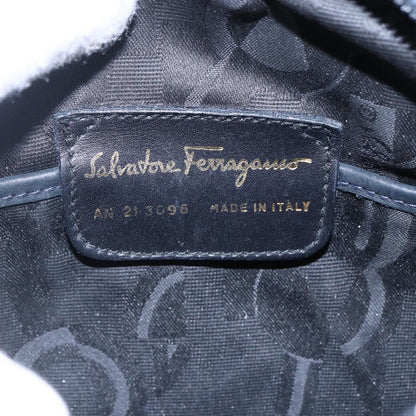 Salvatore Ferragamo
AN 21-3096 MADE IN ITALY